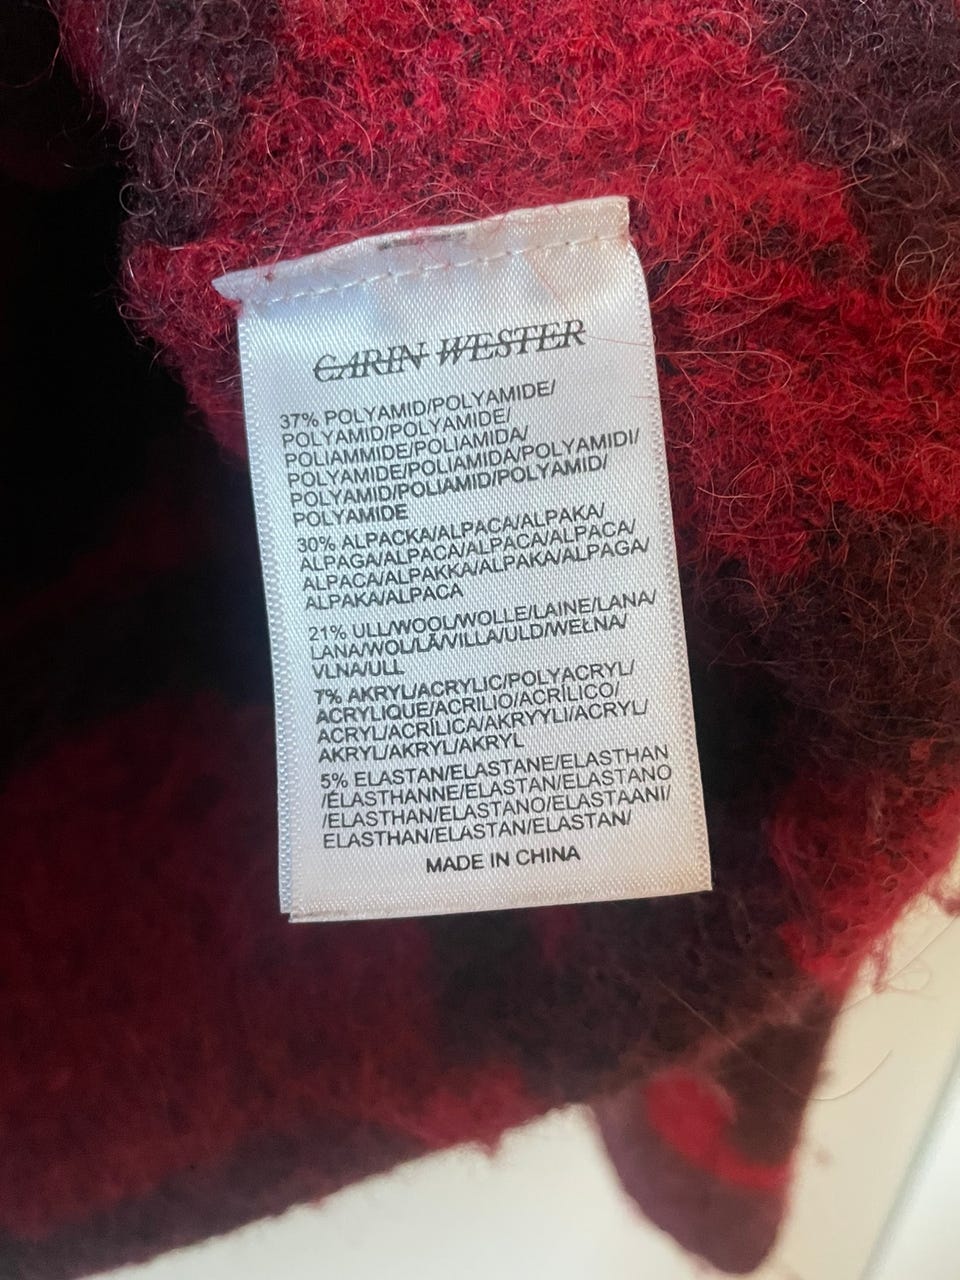 CARIN WESTER
37% POLYAMID/POLYAMIDE/
POLYAMID/POLYAMIDE/
POLIAMMIDE/POLIAMIDA/
POLYAMIDE/POLIAMIDA/POLYAMIDI/
POLYAMID/POLIAMID/POLYAMID/
POLYAMIDE
30% ALPACKA/ALPACA/ALPAKA/
ALPAGA/ALPACA/ALPACA/ALPACA/
ALPACA/ALPAKKA/ALPAKA/ALPAGA/
ALPAKA/ALPACA
21% ULL/WOOL/WOLLE/LAINE/LANA/
LANA/WOL/LÃ/VILLA/ULD/WEŁNA/
VLNA/ULL
7% AKRYL/ACRYLIC/POLYACRYL/
ACRYLIQUE/ACRILIO/ACRÍLICO/
ACRYL/ACRÍLICA/AKRYYLI/ACRYL/
AKRYL/AKRYL/AKRYL
5% ELASTAN/ELASTANE/ELASTHAN
/ÉLASTHANNE/ELASTAN/ELASTANO
/ELASTHAN/ELASTANO/ELASTAANI/
ELASTHAN/ELASTAN/ELASTAN/
MADE IN CHINA